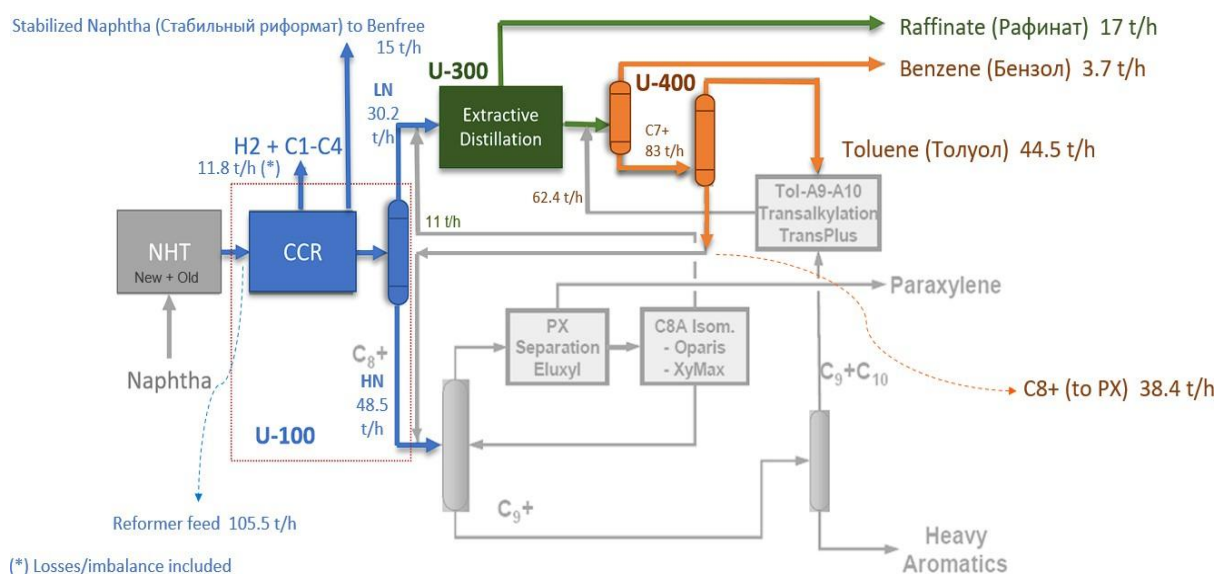 Stabilized Naphtha (Стабильный риформат) to Benfree
15 t/h
Raffinate (Рафинат) 17 t/h
U-300
Benzene (Бензол) 3.7 t/h
U-400
LN
30.2
t/h
Extractive
Distillation
C7+
83 t/h
H2 + C1-C4
11.8 t/h (*)
Toluene (Толуол) 44.5 t/h
62.4 t/h
Tol-A9-A10
Transalkylation
TransPlus
11 t/h
NHT
New + Old
CCR
Paraxylene
PX
Separation
Eluxyl
C8A Isom.
- Oparis
- XyMax
C8+
HN
48.5
t/h
Naphtha
C9+C10
C8+ (to PX) 38.4 t/h
U-100
C9+
Reformer feed 105.5 t/h
Heavy
Aromatics
(*) Losses/imbalance included